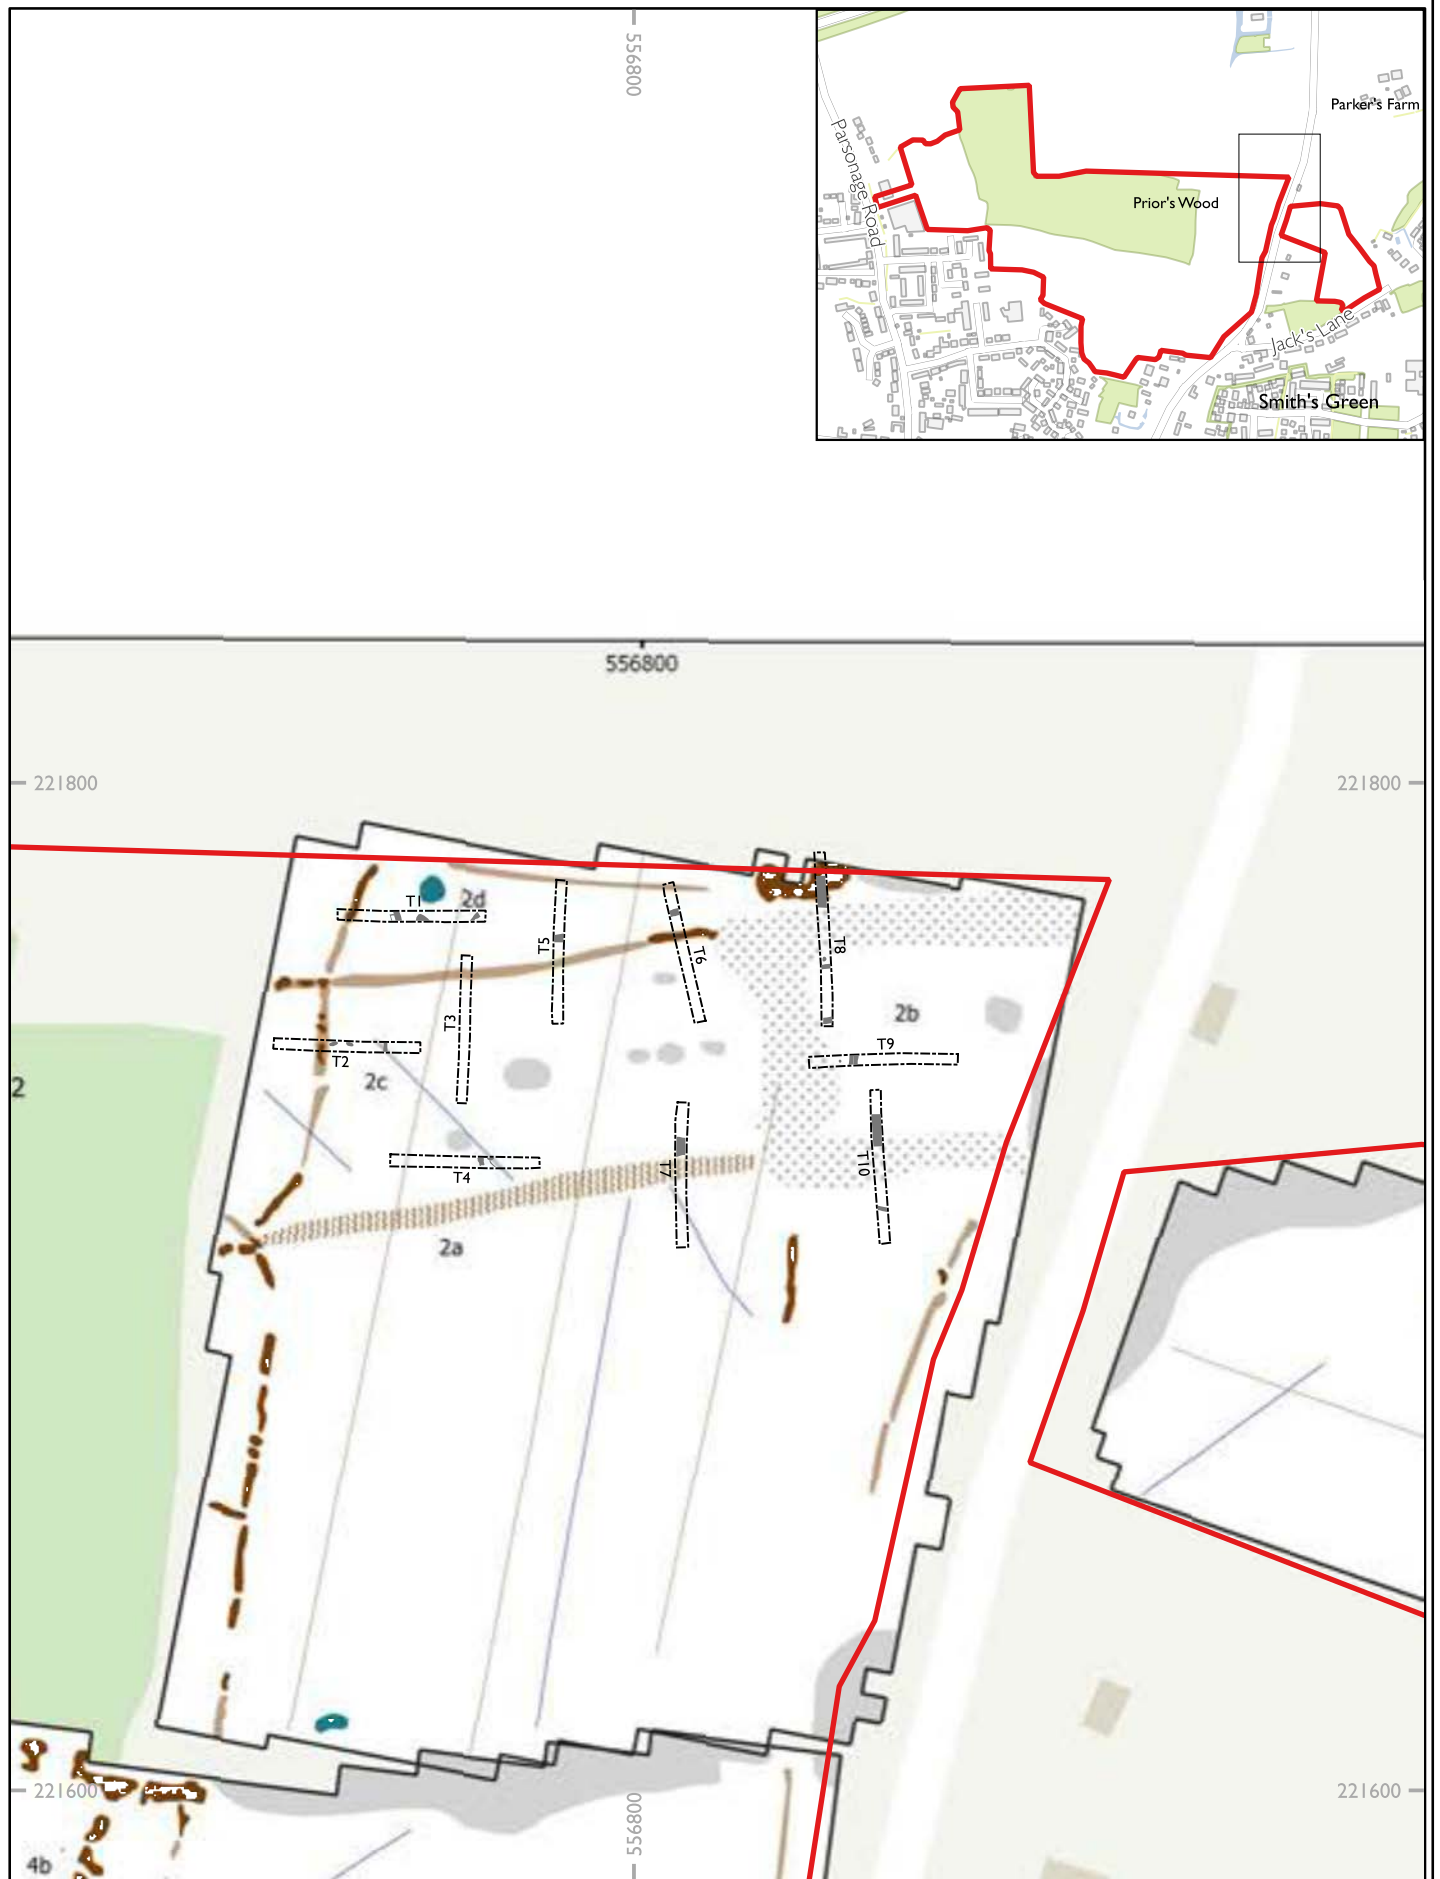 556800
Parker's Farm
Parsonage Road
Prior's Wood
Jack's Lane
Smith's Green
556800
221800
221800
T1
2d
T5
T6
T8
T3
2b
T2
T9
2
2c
T4
T7
T10
2a
221600
221600
556800
4b